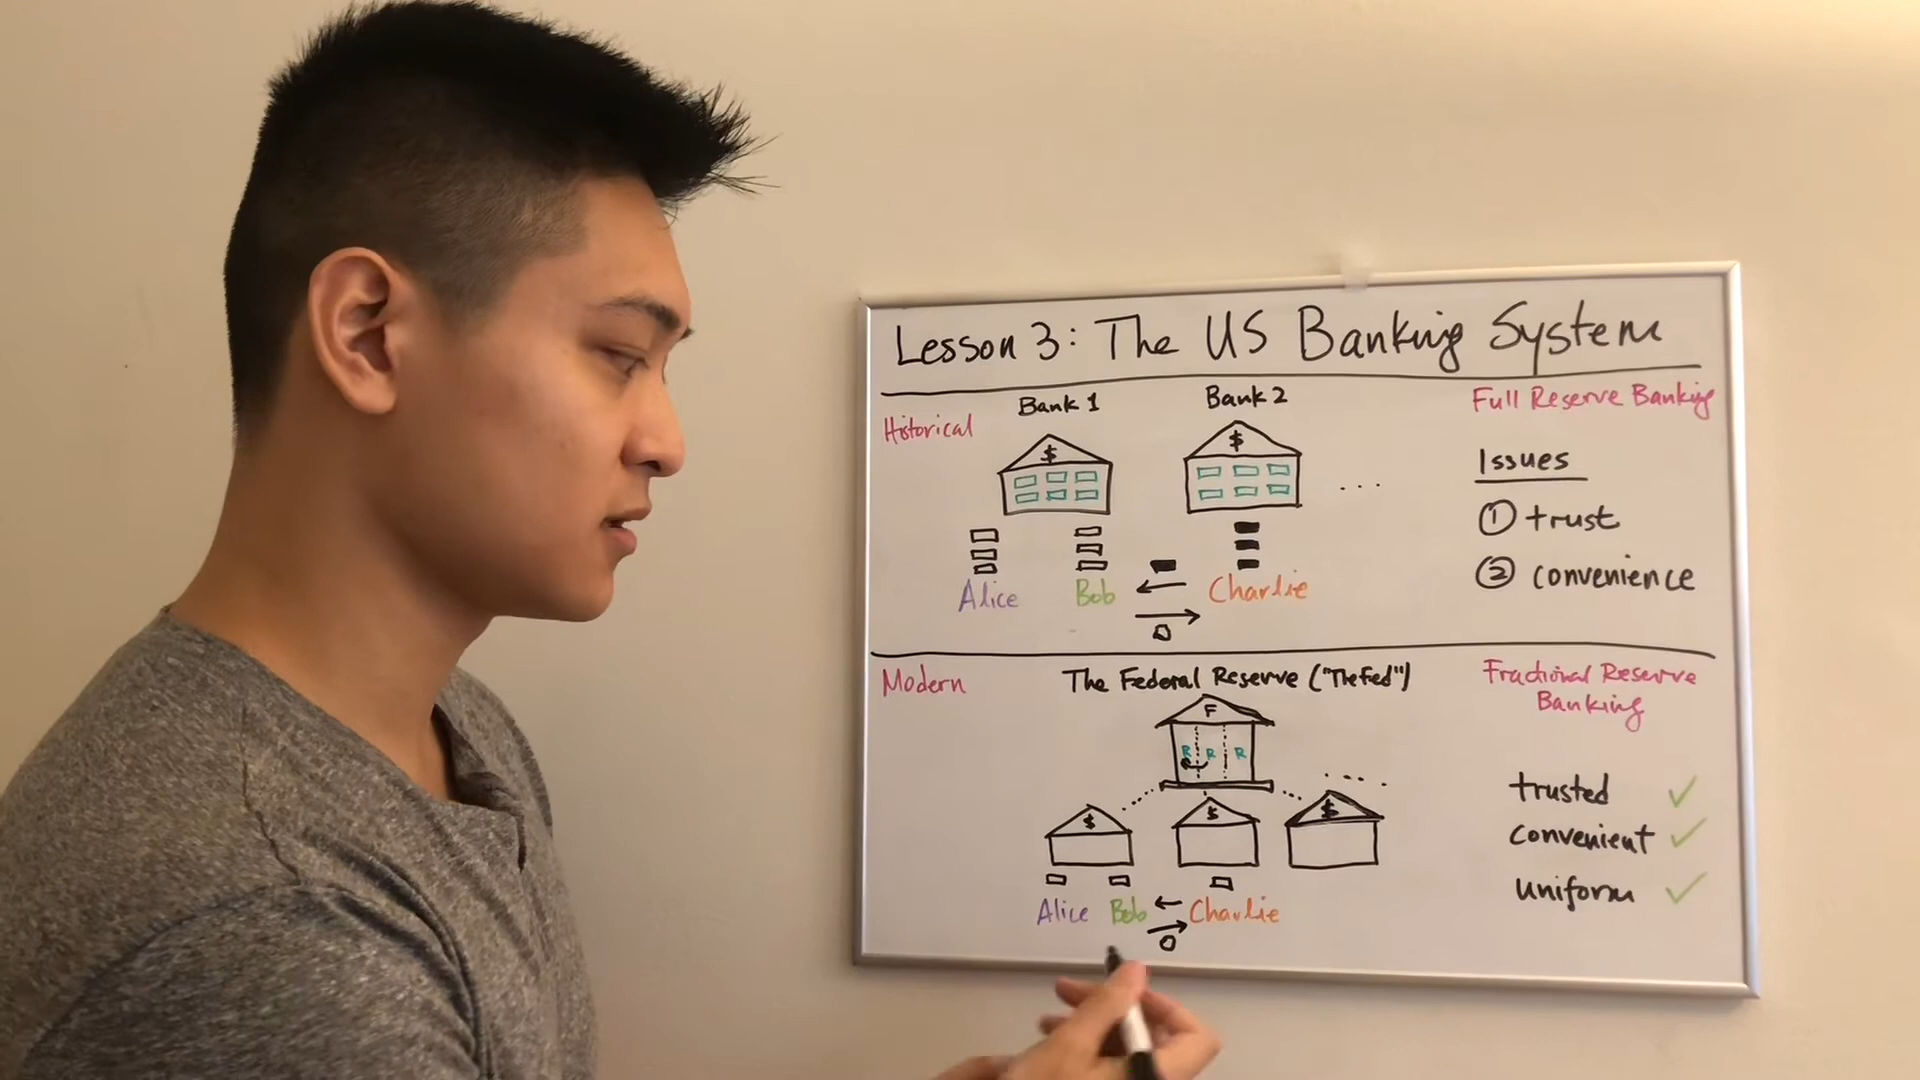 Lesson 3: The US Banking System
Historical
Bank 1
Bank 2
Full Reserve Banking
$
$
. . .
Issues
① trust
② convenience
Alice
Bob
Charlie
Modern
The Federal Reserve ("The Fed")
Fractional Reserve
Banking
F
R R R
$
$
$
trusted ✓
convenient ✓
uniform ✓
Alice
Bob
Charlie